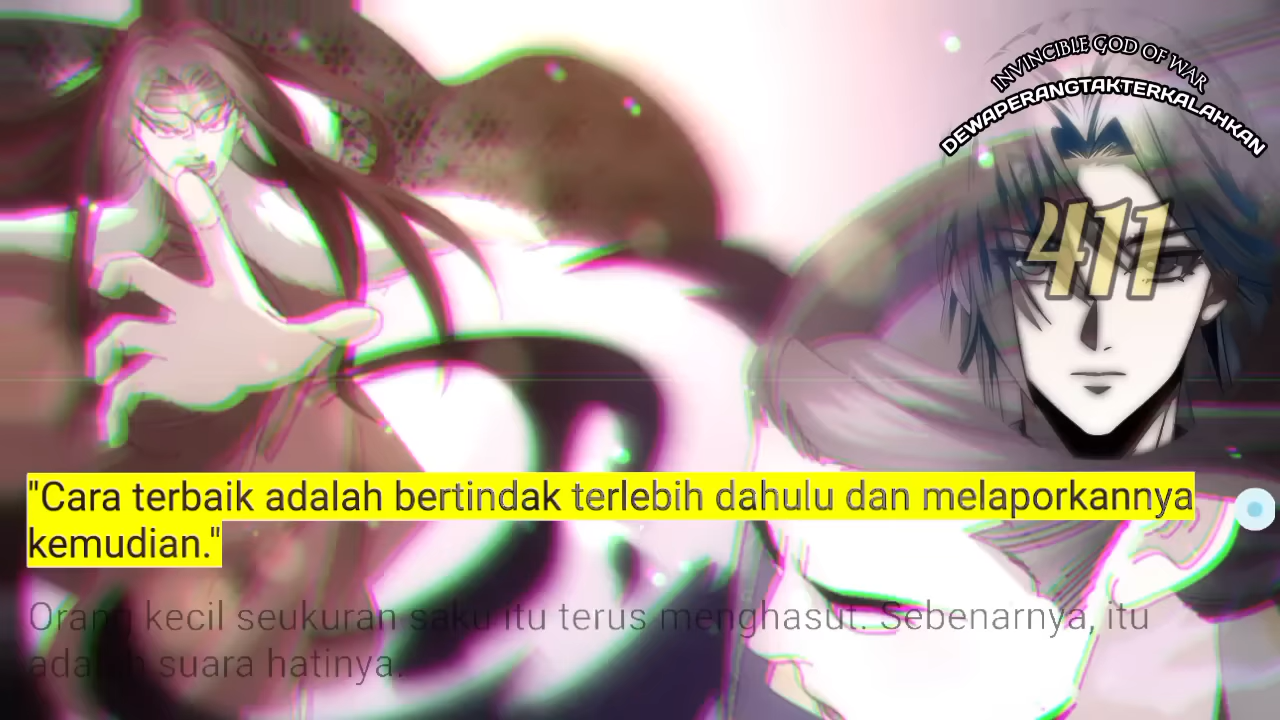 INVINCIBLE GOD OF WAR
DEWAPERANGTAKTERKALAHKAN
411
"Cara terbaik adalah bertindak terlebih dahulu dan melaporkannya
kemudian."
Orang kecil seukuran saku itu terus menghasut. Sebenarnya, itu
adalah suara hatinya.